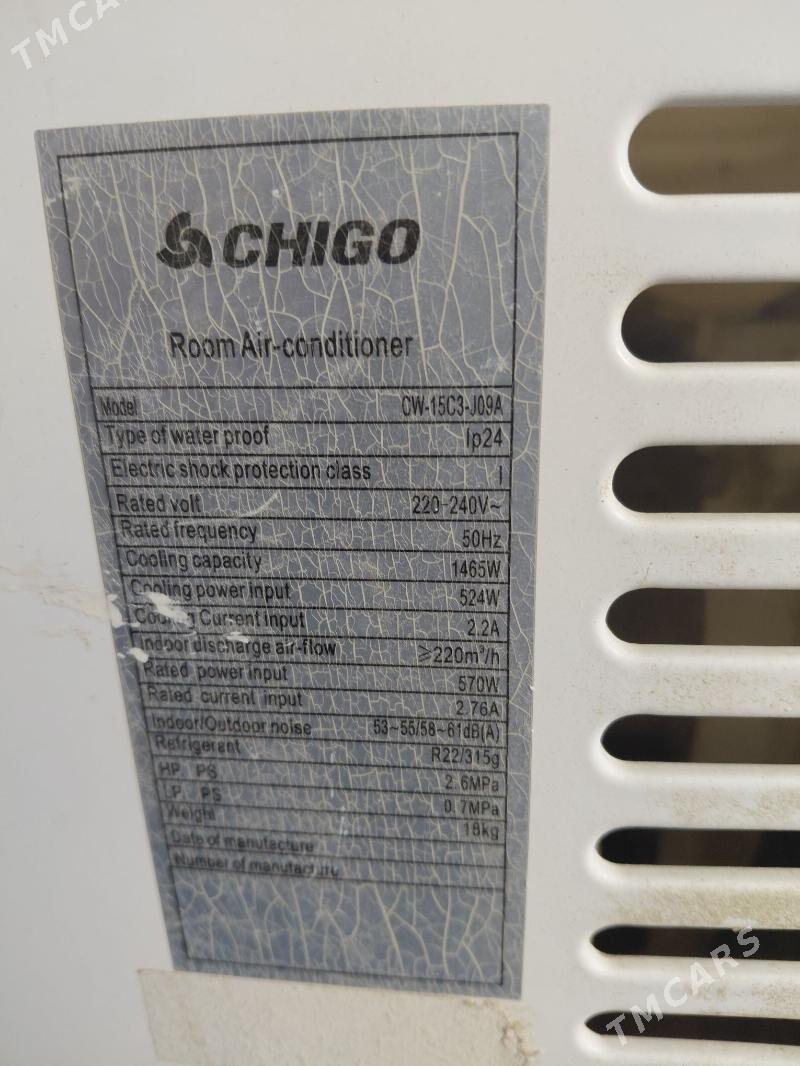 TMCARS
CHIGO
Room Air-conditioner
Model CW-15C3-J09A
Type of water proof Ip24
Electric shock protection class I
Rated volt 220-240V~
Rated frequency 50Hz
Cooling capacity 1465W
Cooling power input 524W
Cooling Current input 2.2A
Indoor discharge air-flow ≥220m³/h
Rated power input 570W
Rated current input 2.76A
Indoor/Outdoor noise 53~55/58~61dB(A)
Refrigerant R22/315g
HP. PS 2.6MPa
LP. PS 0.7MPa
Weight 18kg
Date of manufacture
Number of manufacture
TMCARS